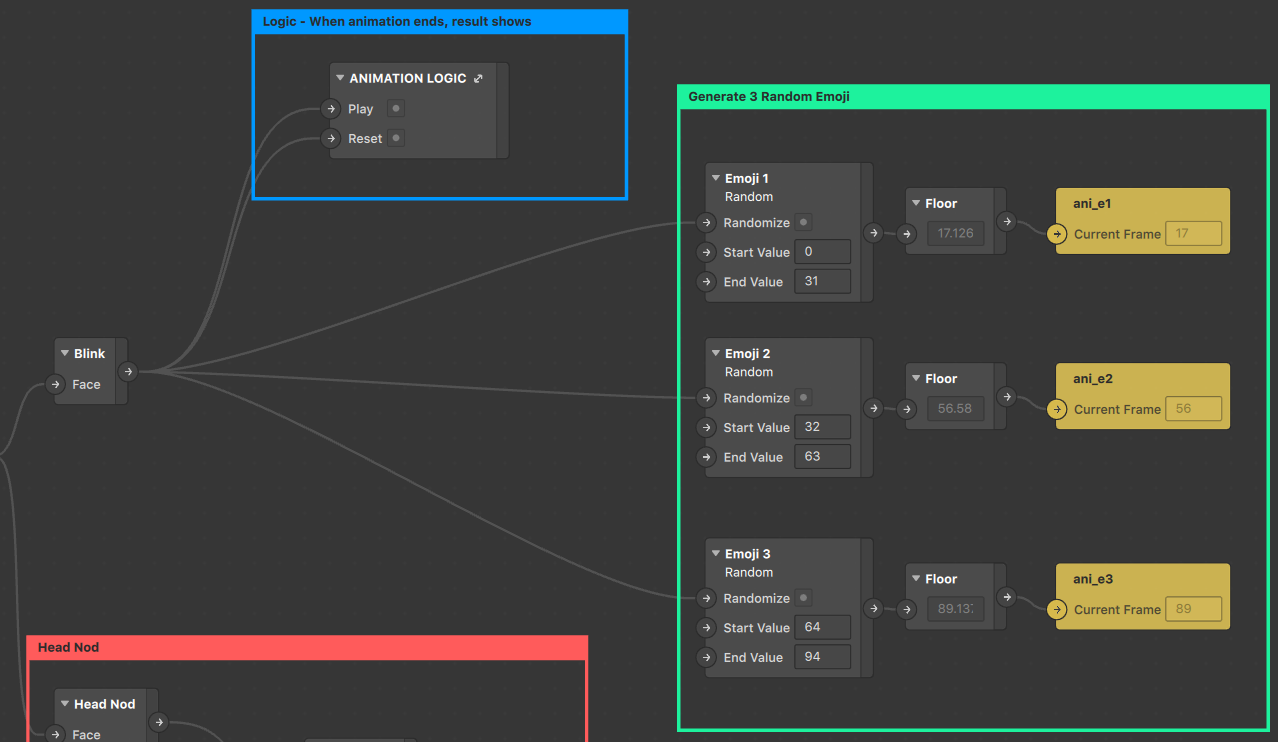 Logic - When animation ends, result shows
ANIMATION LOGIC
Play
Reset
Generate 3 Random Emoji
Emoji 1
Random
Randomize
Start Value 0
End Value 31
Floor
17.126
ani_e1
Current Frame 17
Blink
Face
Emoji 2
Random
Randomize
Start Value 32
End Value 63
Floor
56.58
ani_e2
Current Frame 56
Emoji 3
Random
Randomize
Start Value 64
End Value 94
Floor
ani_e3
Current Frame 89
Head Nod
Head Nod
Face